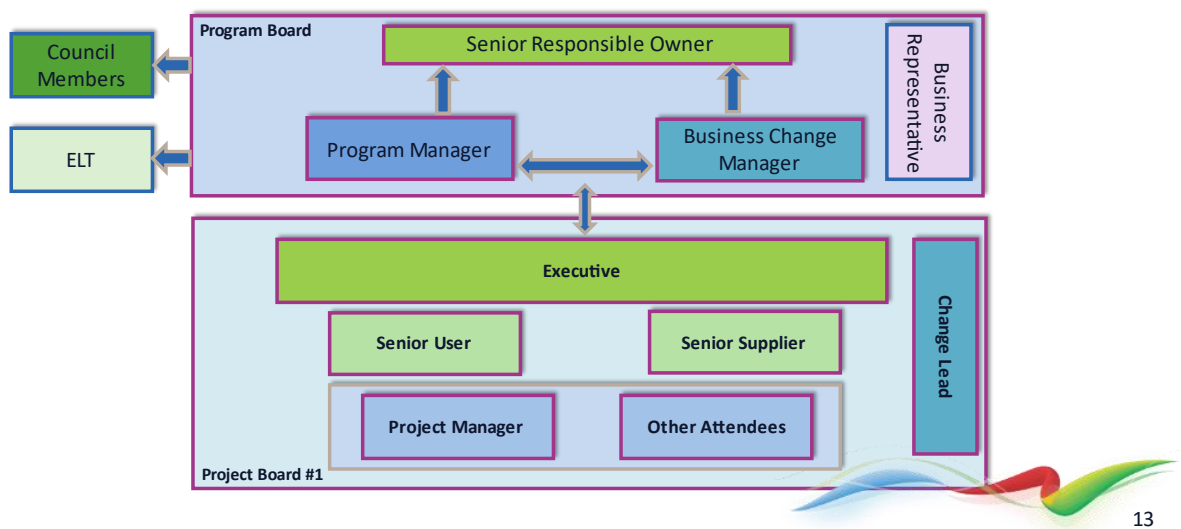 Program Board
Senior Responsible Owner
Council
Members
ELT
Program Manager
Business Change
Manager
Business
Representative
Executive
Senior User
Senior Supplier
Change Lead
Project Manager
Other Attendees
Project Board #1
13